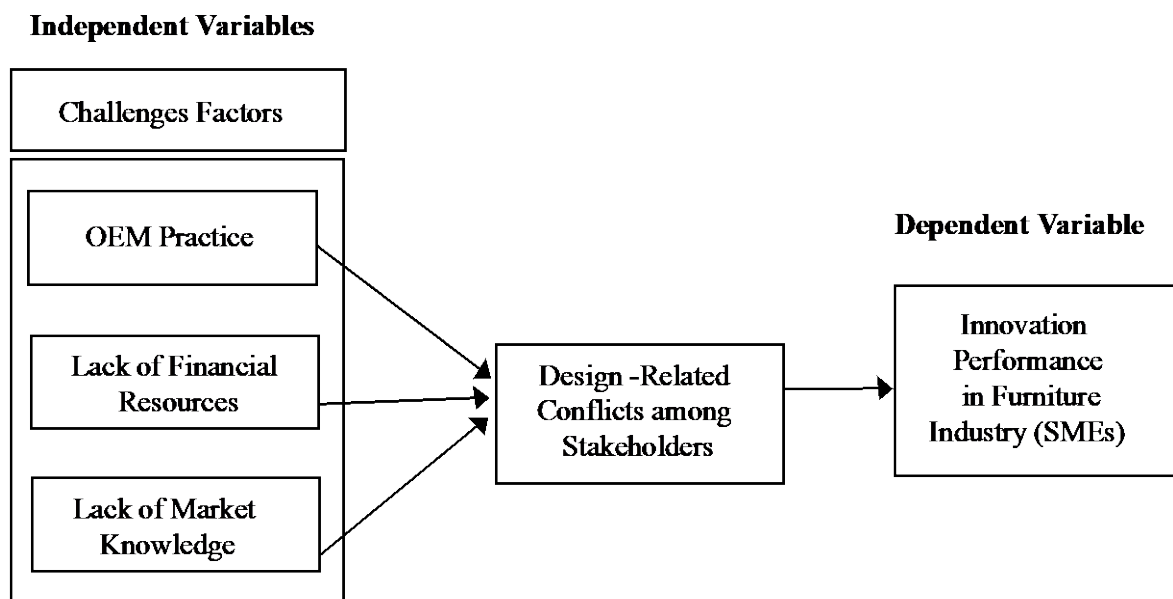 Independent Variables
Challenges Factors
OEM Practice
Lack of Financial
Resources
Lack of Market
Knowledge
Design -Related
Conflicts among
Stakeholders
Dependent Variable
Innovation
Performance
in Furniture
Industry (SMEs)